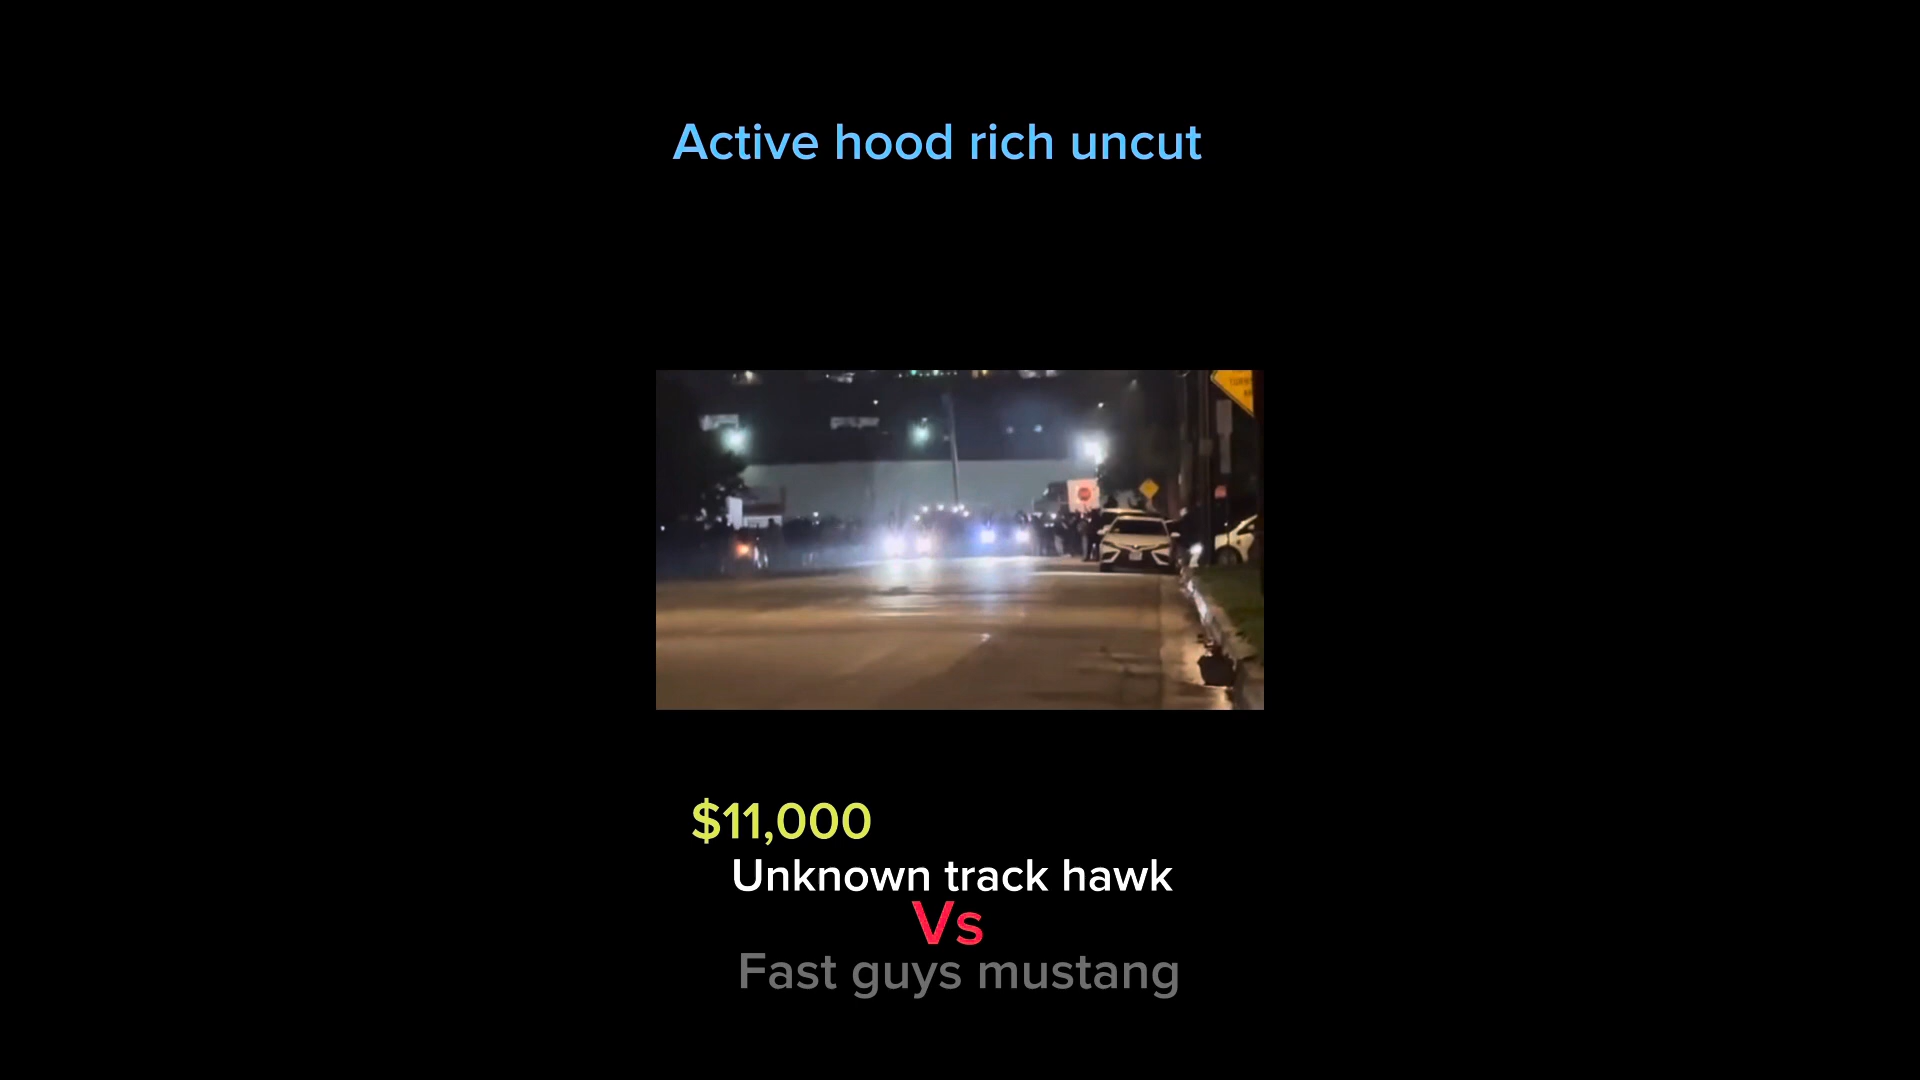 Active hood rich uncut
$11,000
Unknown track hawk
Vs
Fast guys mustang